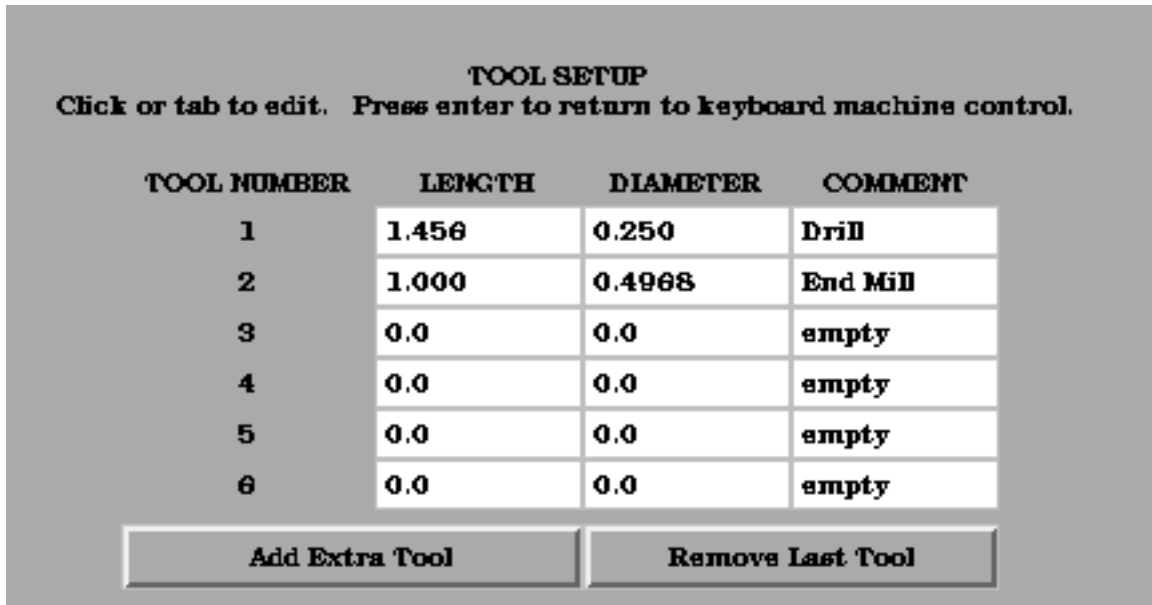 TOOL SETUP
Click or tab to edit. Press enter to return to keyboard machine control.
TOOL NUMBER LENGTH DIAMETER COMMENT
1 1.456 0.250 Drill
2 1.000 0.4968 End Mill
3 0.0 0.0 empty
4 0.0 0.0 empty
5 0.0 0.0 empty
6 0.0 0.0 empty
Add Extra Tool Remove Last Tool